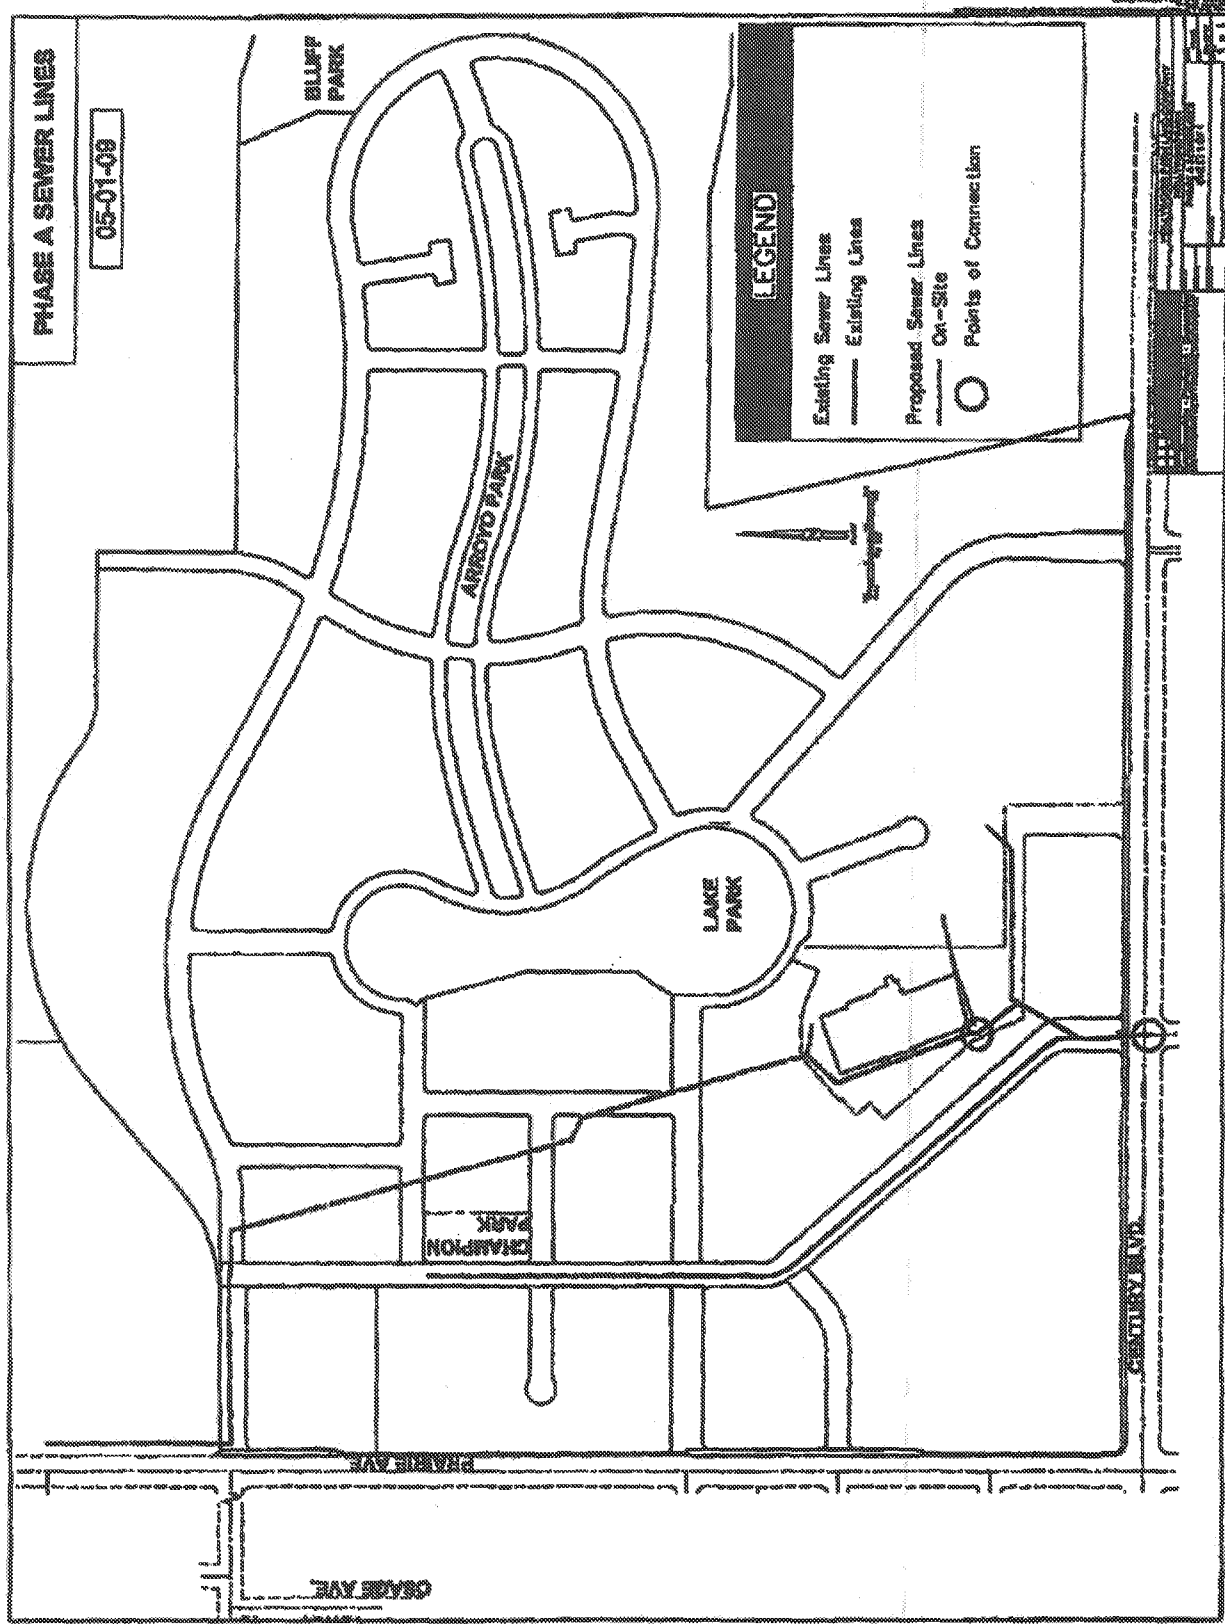 PHASE A SEWER LINES
05-01-09
BLUFF
PARK
ARROYO PARK
LAKE
PARK
CHAMPION
PARK
PRAIRIE AVE.
OSAGE AVE.
CENTURY BLVD.
LEGEND
Existing Sewer Lines
Existing Lines
Proposed Sewer Lines
On-Site
Points of Connection